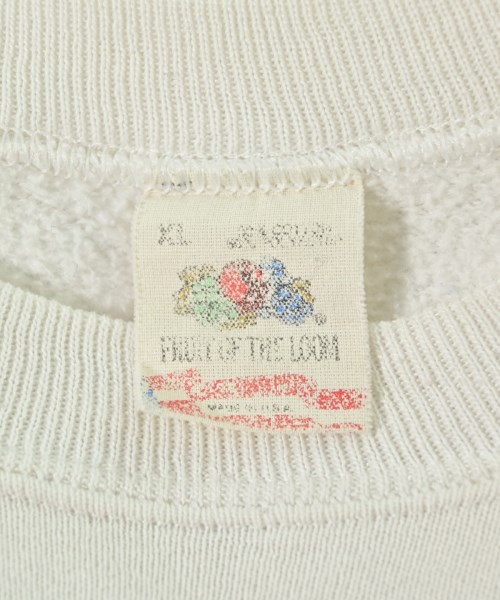 XL
®
FRUIT OF THE LOOM
MADE IN U.S.A.